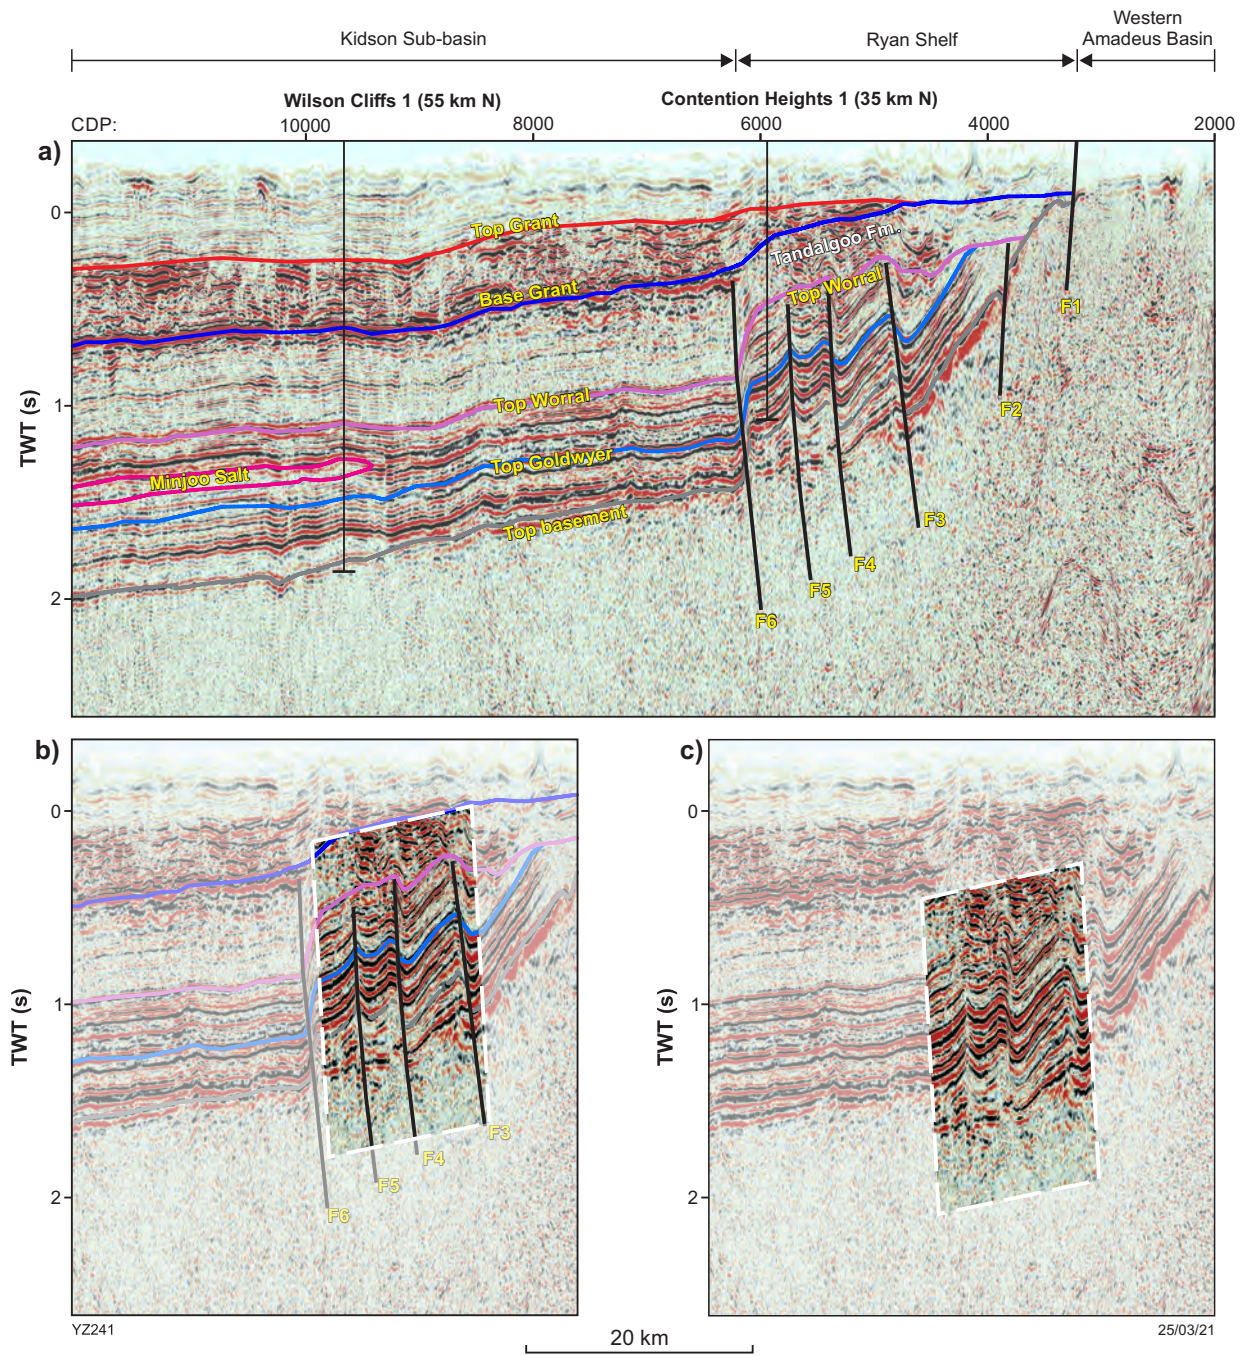 Western
Kidson Sub-basin
Ryan Shelf
Amadeus Basin
Wilson Cliffs 1 (55 km N)
Contention Heights 1 (35 km N)
CDP:
10000
8000
6000
4000
2000
a)
0
1
2
TWT (s)
Top Grant
Base Grant
Tandalgoo Fm.
Top Worral
Top Worral
Top Goldwyer
Minjoo Salt
Top basement
F1
F2
F3
F4
F5
F6
b)
0
1
2
TWT (s)
F3
F4
F5
F6
c)
0
1
2
TWT (s)
YZ241
25/03/21
20 km